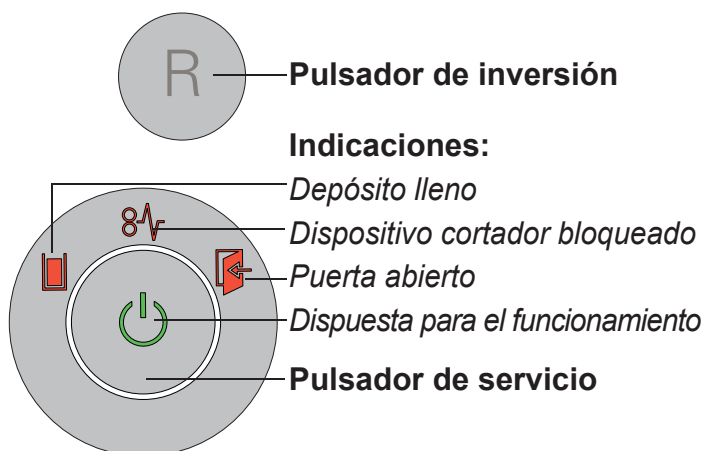 R
Pulsador de inversión
Indicaciones:
Depósito lleno
Dispositivo cortador bloqueado
Puerta abierto
Dispuesta para el funcionamiento
Pulsador de servicio